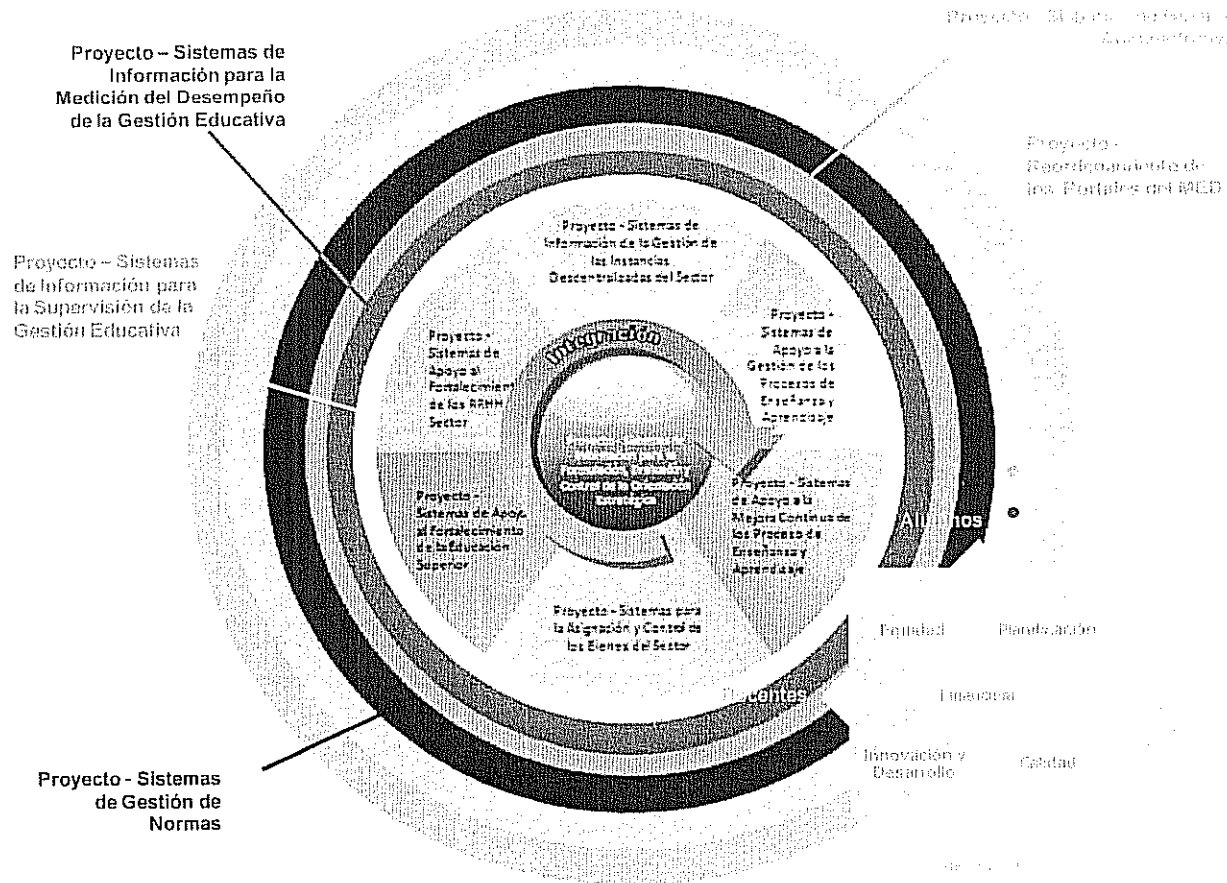 Proyecto – Sistemas de
Información para la
Medición del Desempeño
de la Gestión Educativa
Proyecto -
Reordenamiento de
los Portales del MED
Proyecto – Sistemas
de Información para
la Supervisión de la
Gestión Educativa
Proyecto - Sistemas de
Información de la Gestión de
las Instancias
Descentralizadas del Sector
Integración
Proyecto -
Sistemas de
Apoyo al
Fortalecimient
de los RRHH
Sector
Proyecto -
Sistemas de
Apoyo a la
Gestión de los
Procesos de
Enseñanza y
Aprendizaje
Proyecto -
Sistemas de Apoy
al Fortalecimiento
de la Educación
Superior
Proyecto - Sistemas
de Apoyo a la
Mejora Continua de
los Proceso de
Enseñanza y
Aprendizaje
Proyecto - Sistemas para
la Asignación y Control de
los Bienes del Sector
Alumnos
Docentes
Equidad
Planificación
Financiera
Innovación y
Desarrollo
Calidad
Proyecto - Sistemas
de Gestión de
Normas